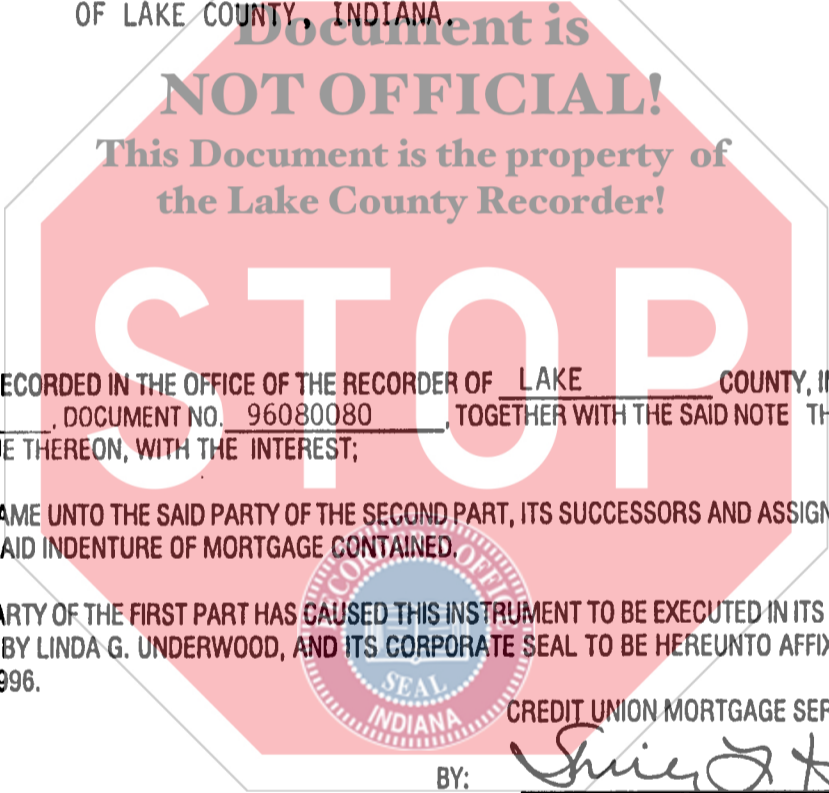 OF LAKE COUNTY, INDIANA.
Document is
NOT OFFICIAL!
This Document is the property of
the Lake County Recorder!
STOP
ECORDED IN THE OFFICE OF THE RECORDER OF LAKE COUNTY, I
, DOCUMENT NO. 96080080, TOGETHER WITH THE SAID NOTE TH
E THEREON, WITH THE INTEREST;
AME UNTO THE SAID PARTY OF THE SECOND PART, ITS SUCCESSORS AND ASSIGN
AID INDENTURE OF MORTGAGE CONTAINED.
ARTY OF THE FIRST PART HAS CAUSED THIS INSTRUMENT TO BE EXECUTED IN ITS
BY LINDA G. UNDERWOOD, AND ITS CORPORATE SEAL TO BE HEREUNTO AFFIX
996.
SEAL
INDIANA
CREDIT UNION MORTGAGE SER
BY: